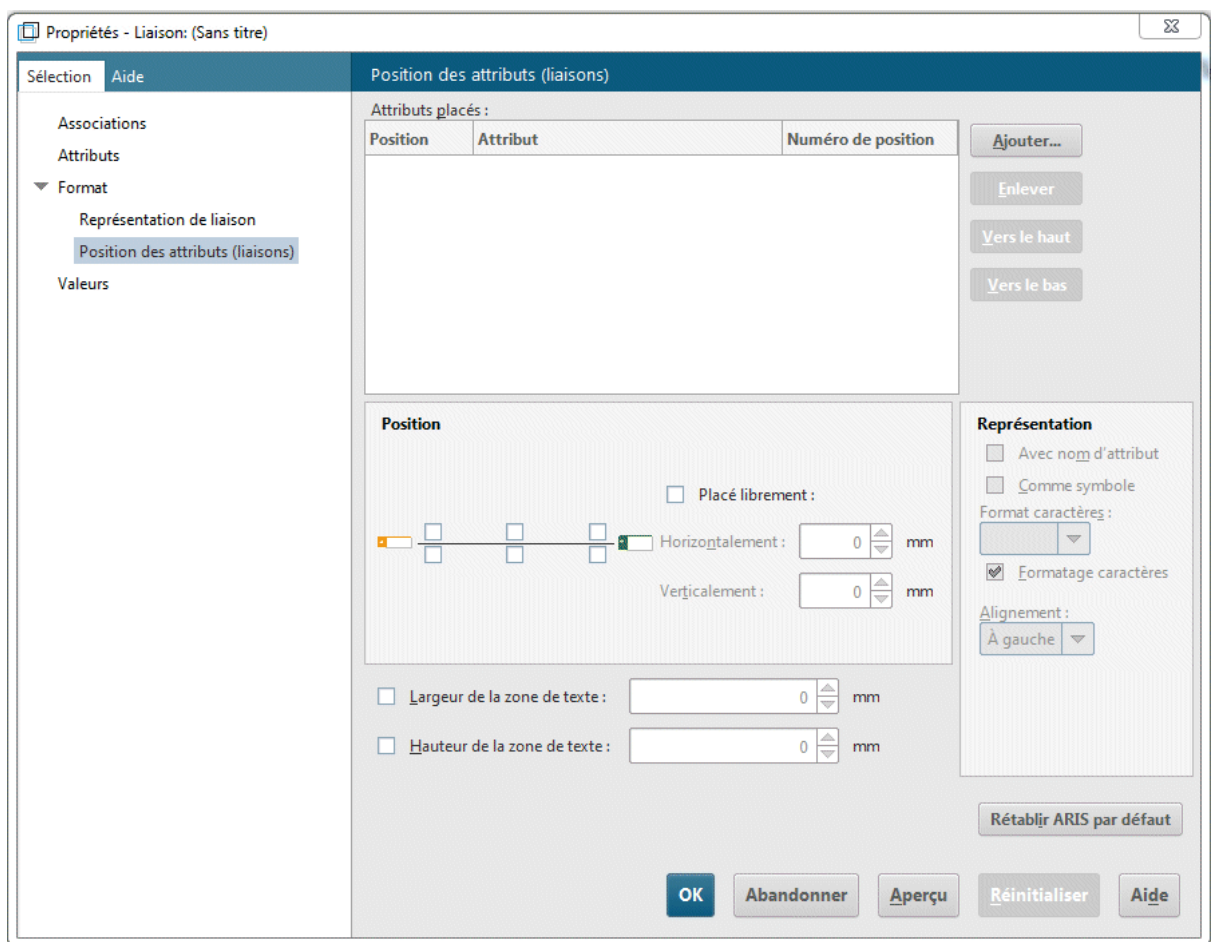 Propriétés - Liaison: (Sans titre)
Sélection Aide
Position des attributs (liaisons)
Associations
Attributs
Format
Représentation de liaison
Position des attributs (liaisons)
Valeurs
Attributs placés :
Position Attribut Numéro de position
Ajouter...
Enlever
Vers le haut
Vers le bas
Position
Placé librement :
Horizontalement : 0 mm
Verticalement : 0 mm
Représentation
Avec nom d'attribut
Comme symbole
Format caractères :
Formatage caractères
Alignement :
À gauche
Largeur de la zone de texte : 0 mm
Hauteur de la zone de texte : 0 mm
Rétablir ARIS par défaut
OK Abandonner Aperçu Réinitialiser Aide